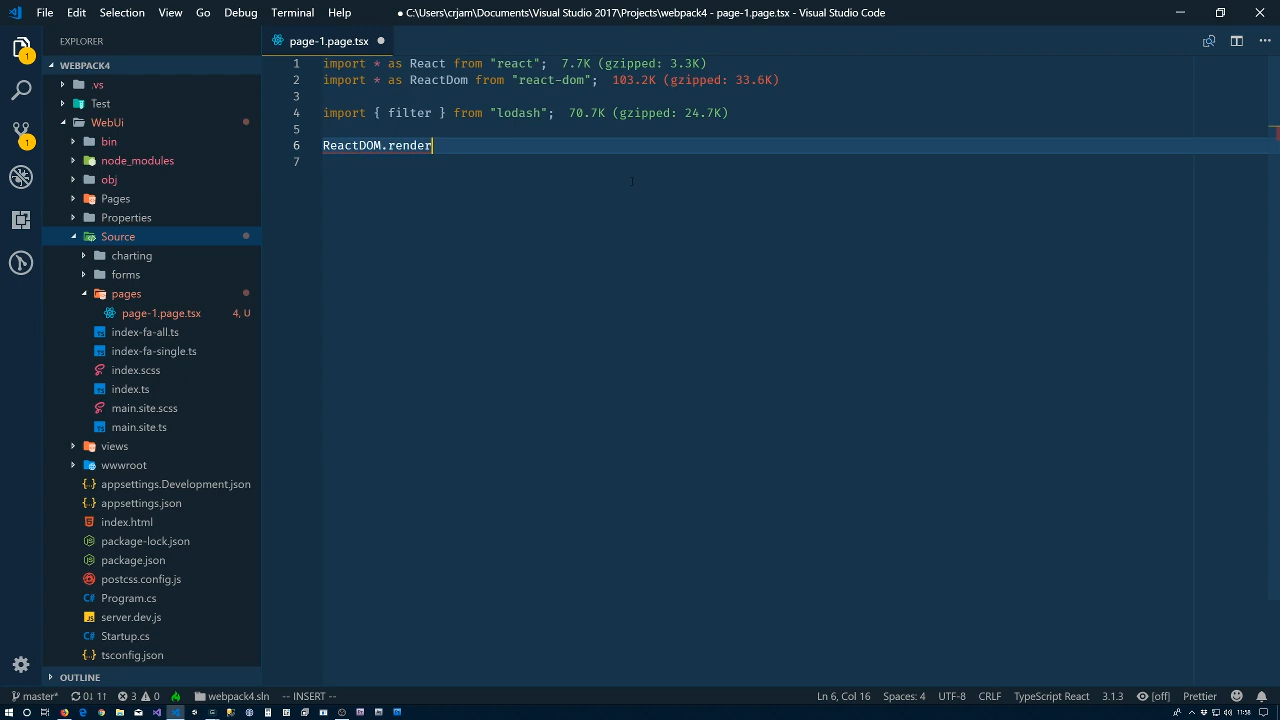 File Edit Selection View Go Debug Terminal Help
● C:\Users\crjam\Documents\Visual Studio 2017\Projects\webpack4 - page-1.page.tsx - Visual Studio Code
EXPLORER
page-1.page.tsx
WEBPACK4
.vs
Test
WebUi
bin
node_modules
obj
Pages
Properties
Source
charting
forms
pages
page-1.page.tsx 4, U
index-fa-all.ts
index-fa-single.ts
index.scss
index.ts
main.site.scss
main.site.ts
views
wwwroot
appsettings.Development.json
appsettings.json
index.html
package-lock.json
package.json
postcss.config.js
Program.cs
server.dev.js
Startup.cs
tsconfig.json
OUTLINE
1 import * as React from "react"; 7.7K (gzipped: 3.3K)
2 import * as ReactDom from "react-dom"; 103.2K (gzipped: 33.6K)
3
4 import { filter } from "lodash"; 70.7K (gzipped: 24.7K)
5
6 ReactDOM.render
7
master* 0↓ 1↑ 3 0 webpack4.sln -- INSERT -- Ln 6, Col 16 Spaces: 4 UTF-8 CRLF TypeScript React 3.1.3 [off] Prettier
11:38